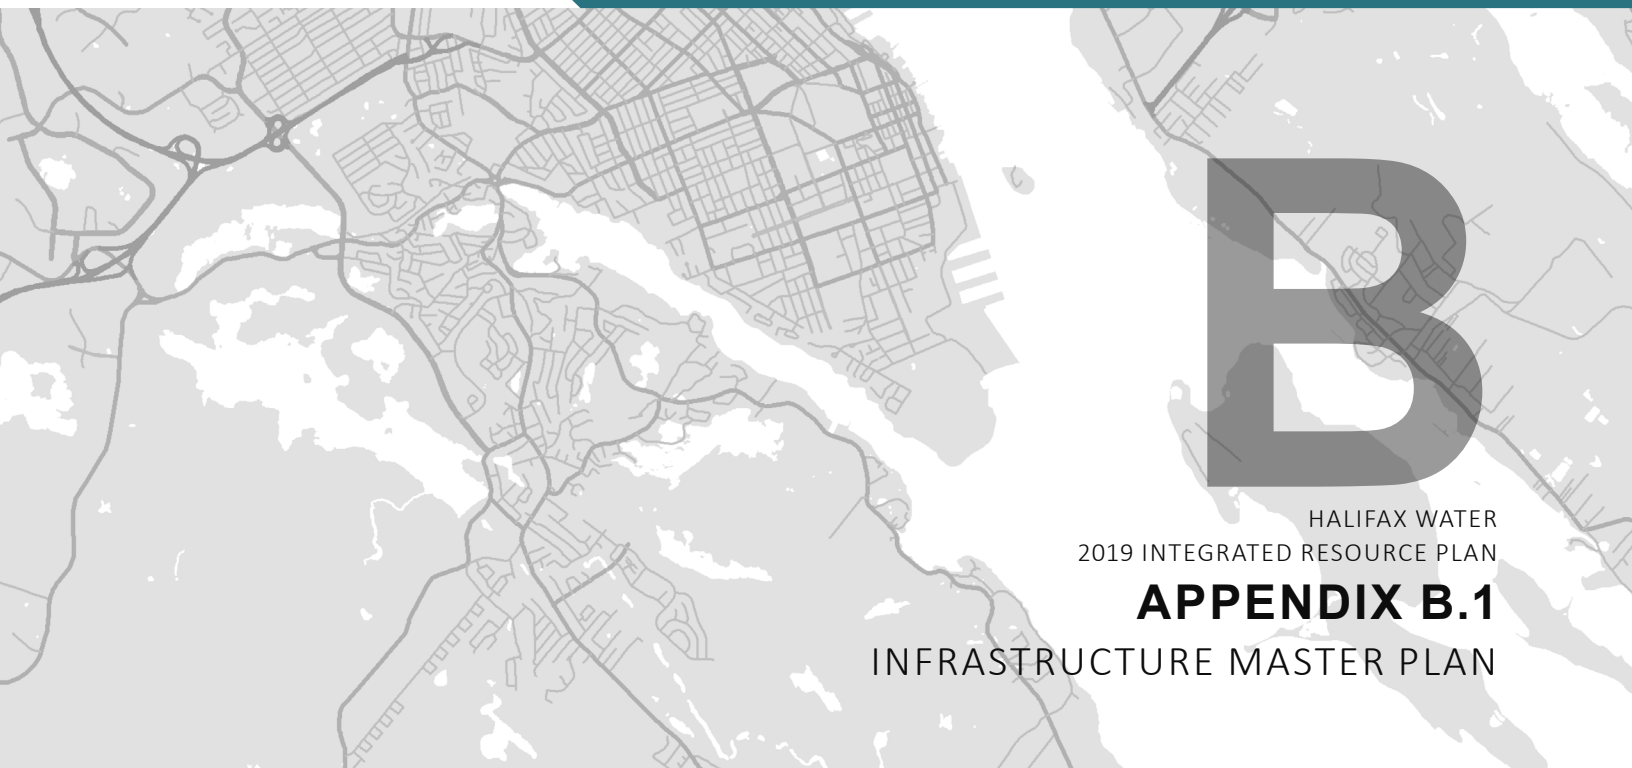 B
HALIFAX WATER
2019 INTEGRATED RESOURCE PLAN
APPENDIX B.1
INFRASTRUCTURE MASTER PLAN